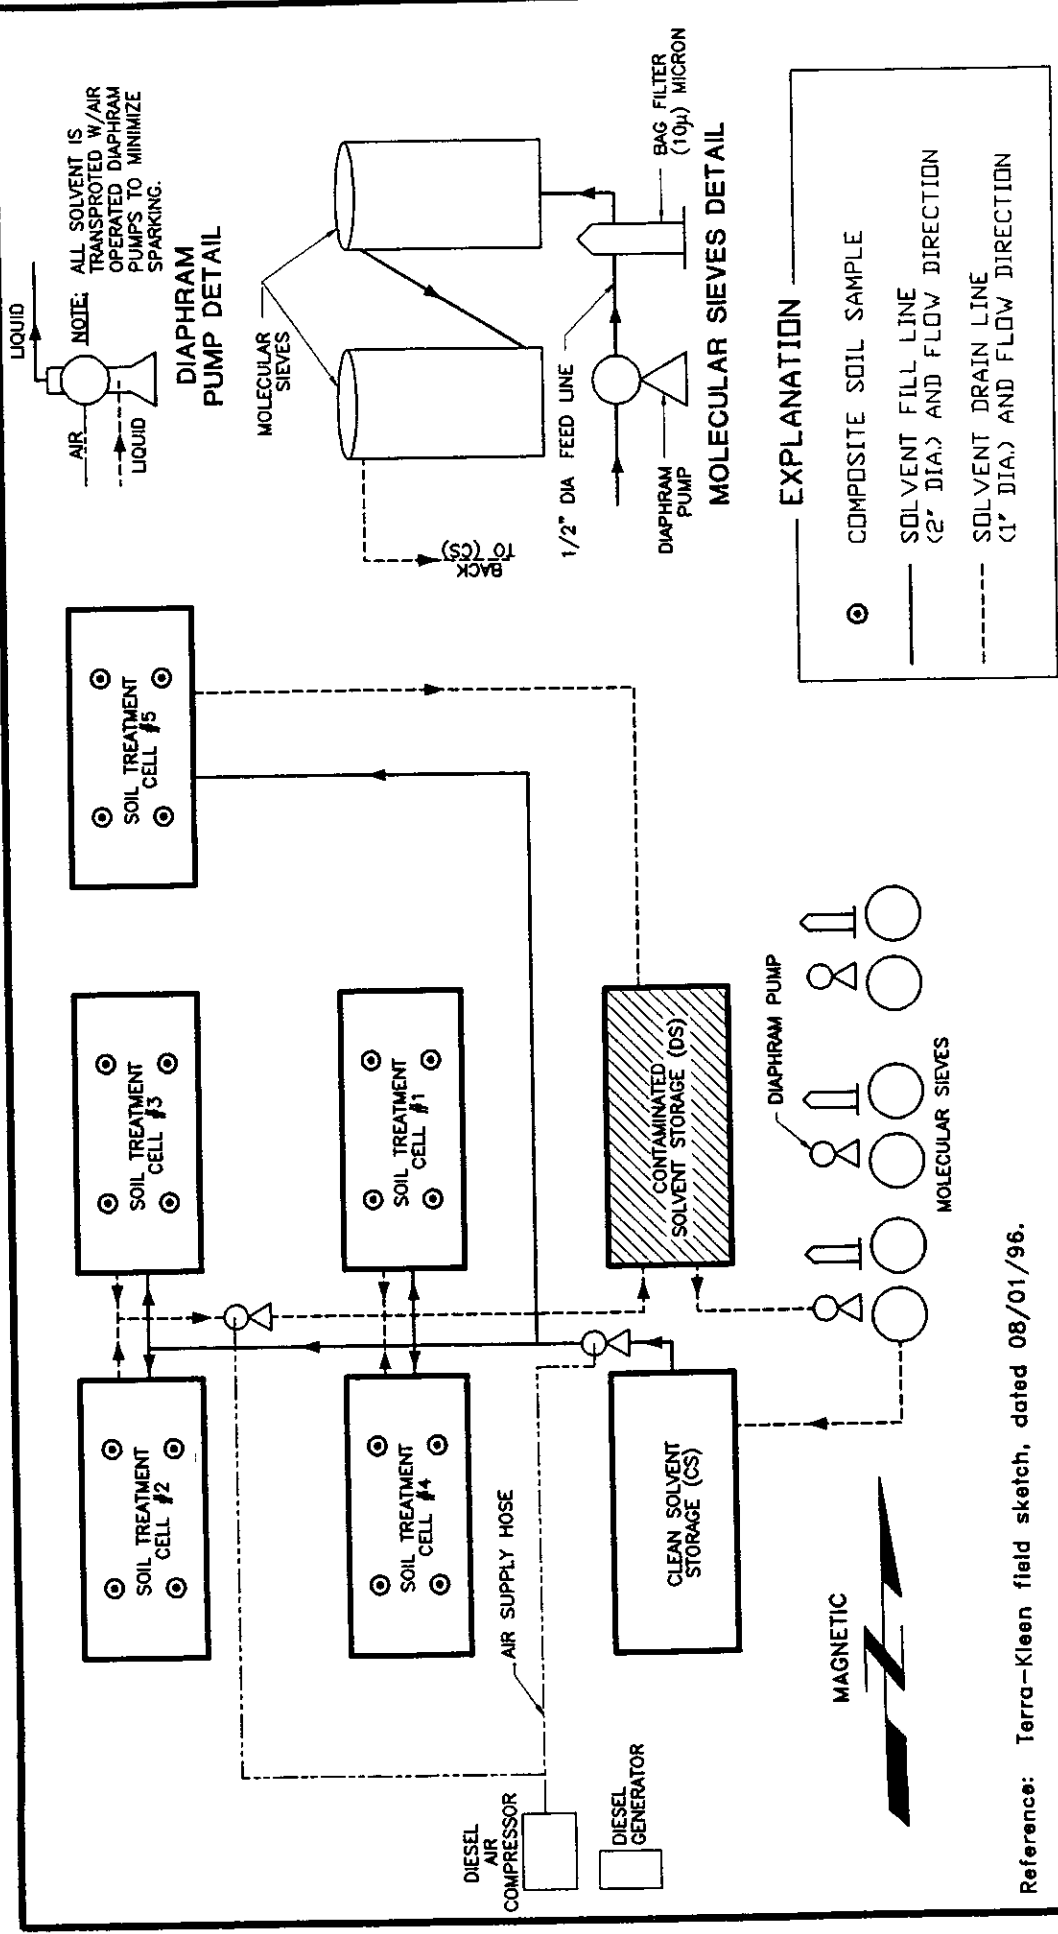 SOIL TREATMENT
CELL #2
SOIL TREATMENT
CELL #3
SOIL TREATMENT
CELL #5
SOIL TREATMENT
CELL #4
SOIL TREATMENT
CELL #1
AIR SUPPLY HOSE
DIESEL
AIR
COMPRESSOR
DIESEL
GENERATOR
CLEAN SOLVENT
STORAGE (CS)
CONTAMINATED
SOLVENT STORAGE (DS)
DIAPHRAM PUMP
MOLECULAR SIEVES
MAGNETIC
N
Reference: Terra-Kleen field sketch, dated 08/01/96.
LIQUID
AIR
LIQUID
NOTE: ALL SOLVENT IS
TRANSPROTED W/AIR
OPERATED DIAPHRAM
PUMPS TO MINIMIZE
SPARKING.
DIAPHRAM
PUMP DETAIL
MOLECULAR
SIEVES
BACK
TO (CS)
1/2" DIA FEED LINE
DIAPHRAM
PUMP
BAG FILTER
(10µ) MICRON
MOLECULAR SIEVES DETAIL
EXPLANATION
COMPOSITE SOIL SAMPLE
SOLVENT FILL LINE
(2" DIA.) AND FLOW DIRECTION
SOLVENT DRAIN LINE
(1" DIA.) AND FLOW DIRECTION